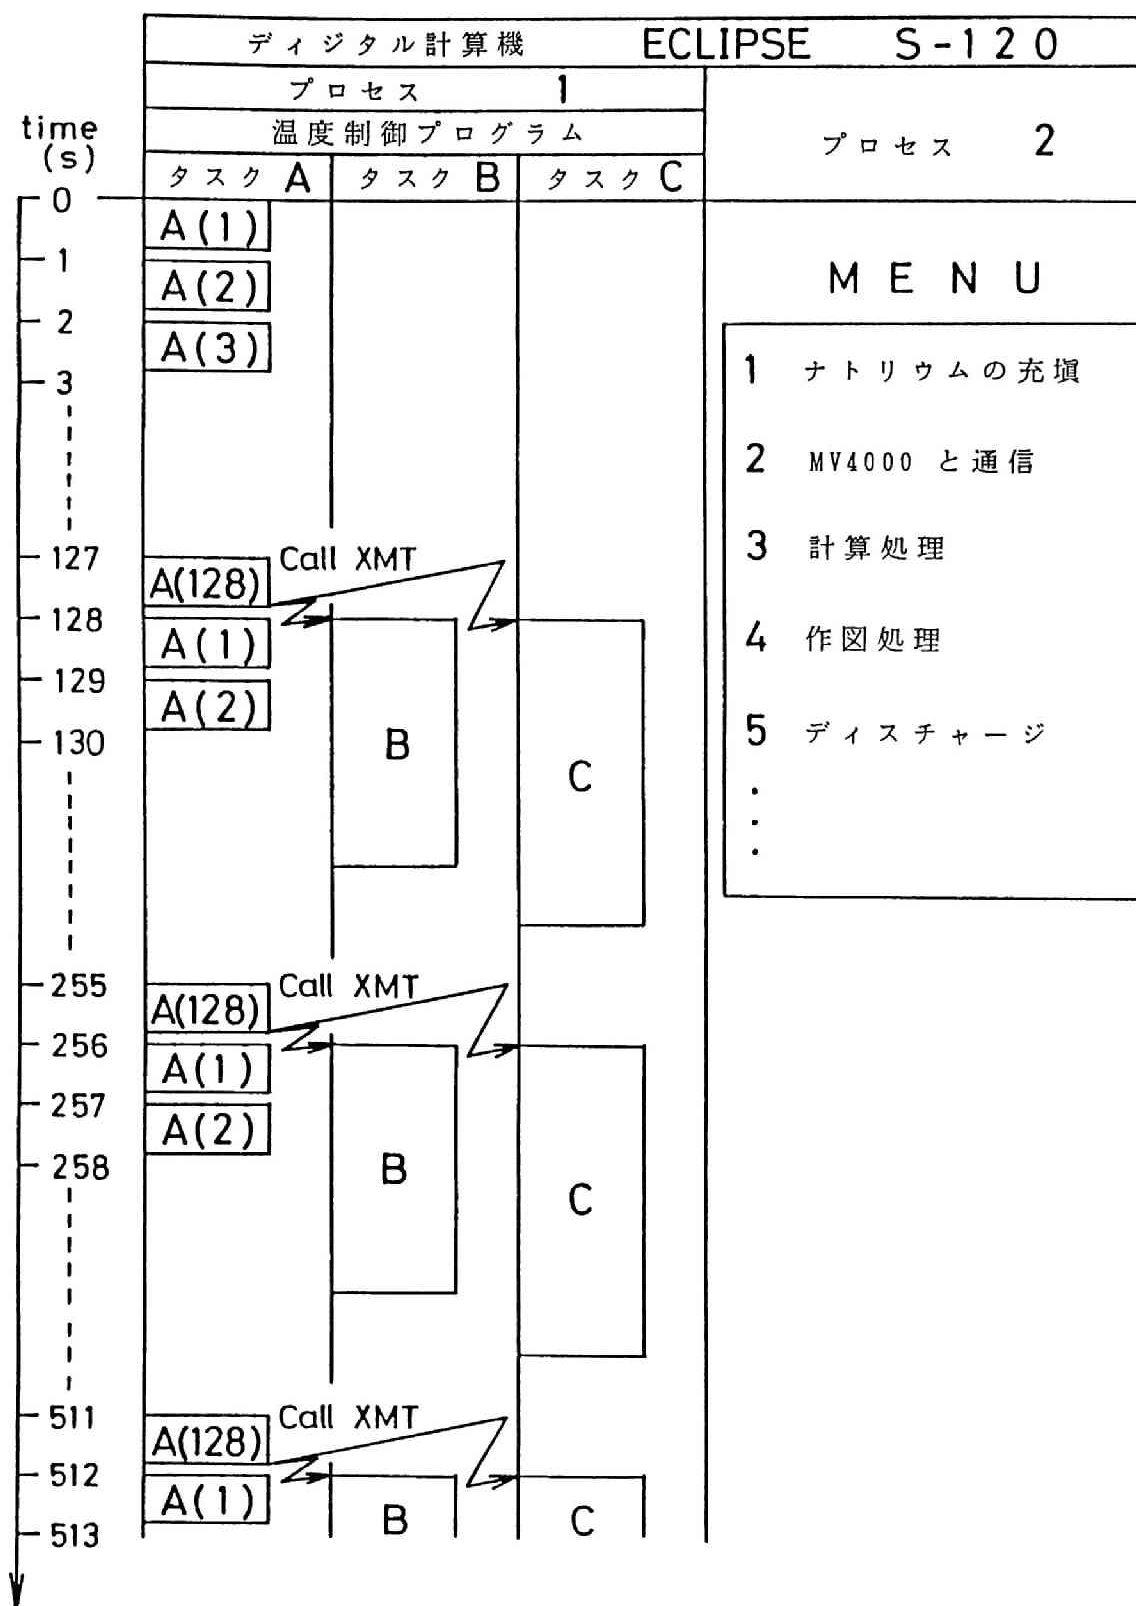 ディジタル計算機 ECLIPSE S-120
プロセス 1
温度制御プログラム
プロセス 2
time
(s)
タスク A タスク B タスク C
0
A(1)
1
A(2)
2
A(3)
3
MENU
1 ナトリウムの充塡
2 MV4000 と通信
3 計算処理
4 作図処理
5 ディスチャージ
127
Call XMT
A(128)
128
A(1)
129
A(2)
130
B
C
255
Call XMT
A(128)
256
A(1)
257
A(2)
258
B
C
511
Call XMT
A(128)
512
A(1)
B
C
513